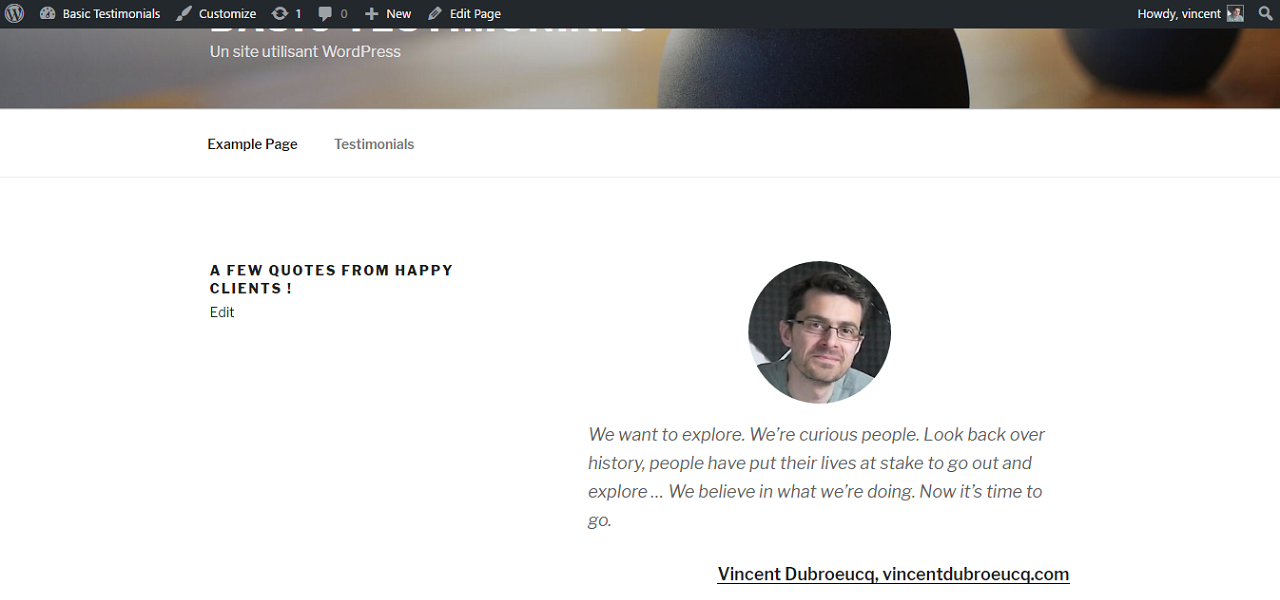 Basic Testimonials Customize 1 0 New Edit Page Howdy, vincent
BASIC TESTIMONIALS
Un site utilisant WordPress
Example Page Testimonials
A FEW QUOTES FROM HAPPY
CLIENTS !
Edit
We want to explore. We’re curious people. Look back over
history, people have put their lives at stake to go out and
explore … We believe in what we’re doing. Now it’s time to
go.
Vincent Dubroeucq, vincentdubroeucq.com